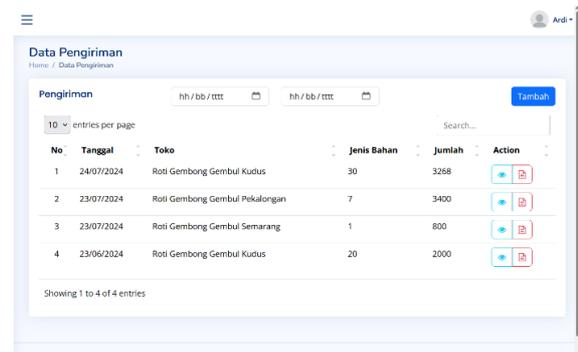 Ardi
Data Pengiriman
Home / Data Pengiriman
Pengiriman hh/bb/tttt hh/bb/tttt Tambah
10 entries per page Search...
No Tanggal Toko Jenis Bahan Jumlah Action
1 24/07/2024 Roti Gembong Gembul Kudus 30 3268
2 23/07/2024 Roti Gembong Gembul Pekalongan 7 3400
3 23/07/2024 Roti Gembong Gembul Semarang 1 800
4 23/06/2024 Roti Gembong Gembul Kudus 20 2000
Showing 1 to 4 of 4 entries